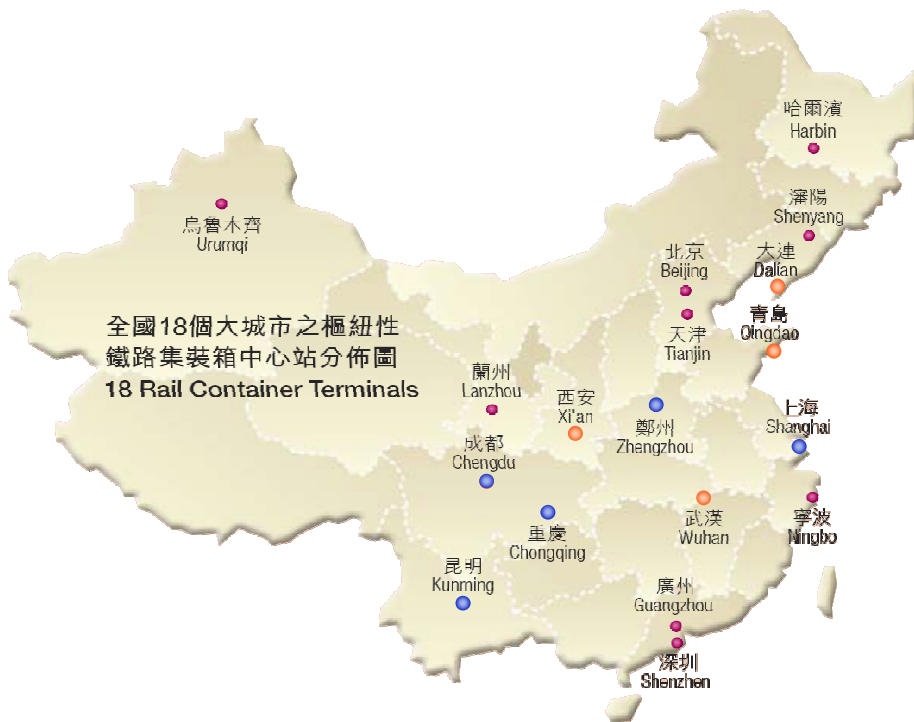 哈爾濱
Harbin
瀋陽
Shenyang
烏魯木齊
Urumqi
北京
Beijing
大連
Dalian
青島
Qingdao
天津
Tianjin
全國18個大城市之樞紐性
鐵路集裝箱中心站分佈圖
18 Rail Container Terminals
蘭州
Lanzhou
西安
Xi'an
鄭州
Zhengzhou
上海
Shanghai
成都
Chengdu
重慶
Chongqing
武漢
Wuhan
寧波
Ningbo
昆明
Kunming
廣州
Guangzhou
深圳
Shenzhen